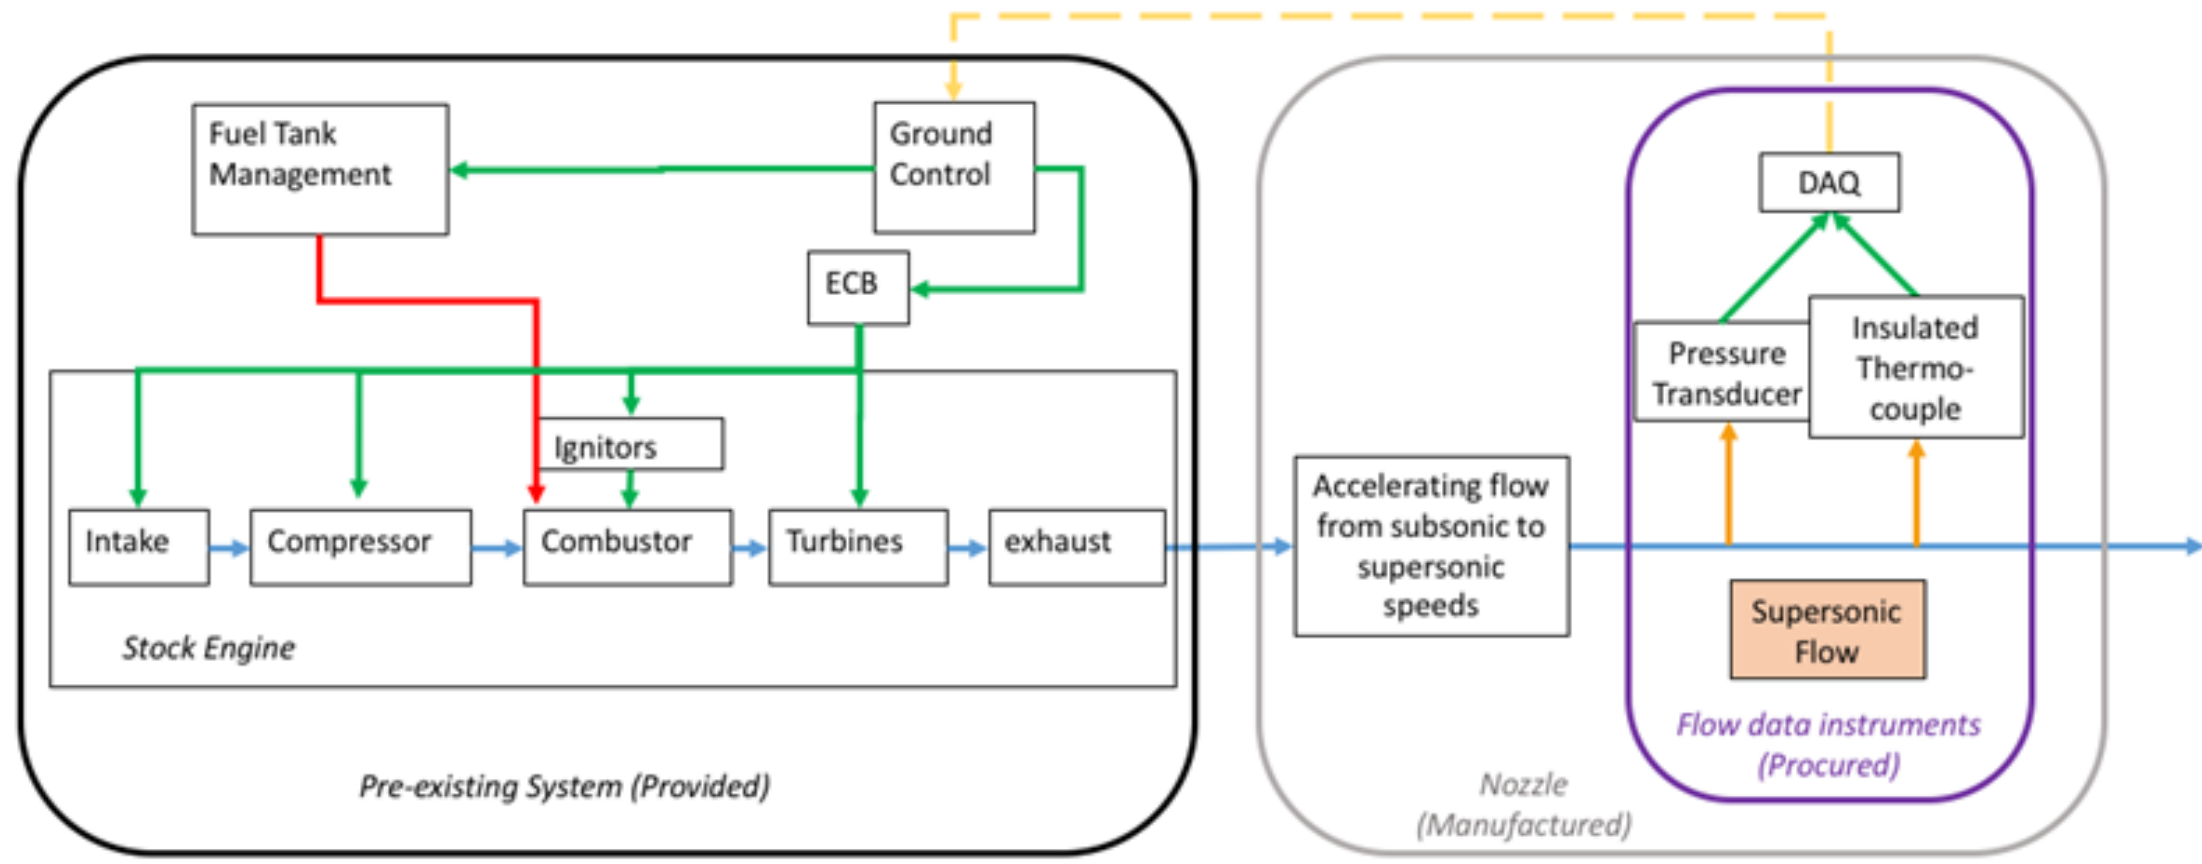 Fuel Tank
Management
Ground
Control
ECB
Ignitors
Intake
Compressor
Combustor
Turbines
exhaust
Stock Engine
Pre-existing System (Provided)
Accelerating flow
from subsonic to
supersonic
speeds
DAQ
Pressure
Transducer
Insulated
Thermo-
couple
Supersonic
Flow
Flow data instruments
(Procured)
Nozzle
(Manufactured)